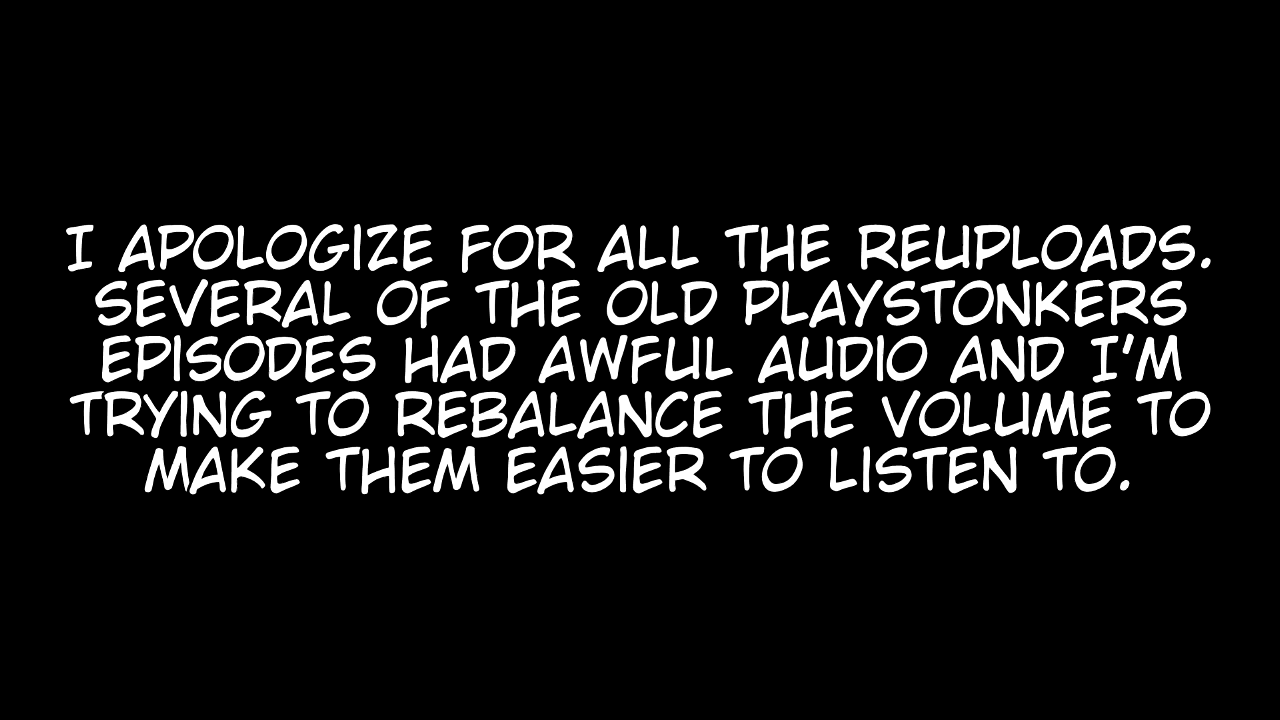 I APOLOGIZE FOR ALL THE REUPLOADS.
SEVERAL OF THE OLD PLAYSTONKERS
EPISODES HAD AWFUL AUDIO AND I'M
TRYING TO REBALANCE THE VOLUME TO
MAKE THEM EASIER TO LISTEN TO.